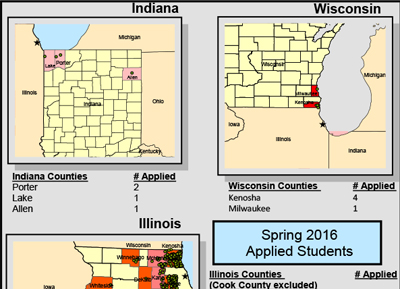 Indiana
Michigan
Lake
Porter
Allen
Illinois
Indiana
Ohio
Kentucky
Indiana Counties # Applied
Porter 2
Lake 1
Allen 1
Wisconsin
Wisconsin
Michigan
Milwaukee
Kenosha
Iowa
Illinois
Indiana
Wisconsin Counties # Applied
Kenosha 4
Milwaukee 1
Illinois
Wisconsin
Kenosha
Winnebago
Iowa
Whiteside
DeKalb
Kane
Spring 2016
Applied Students
Illinois Counties # Applied
(Cook County excluded)